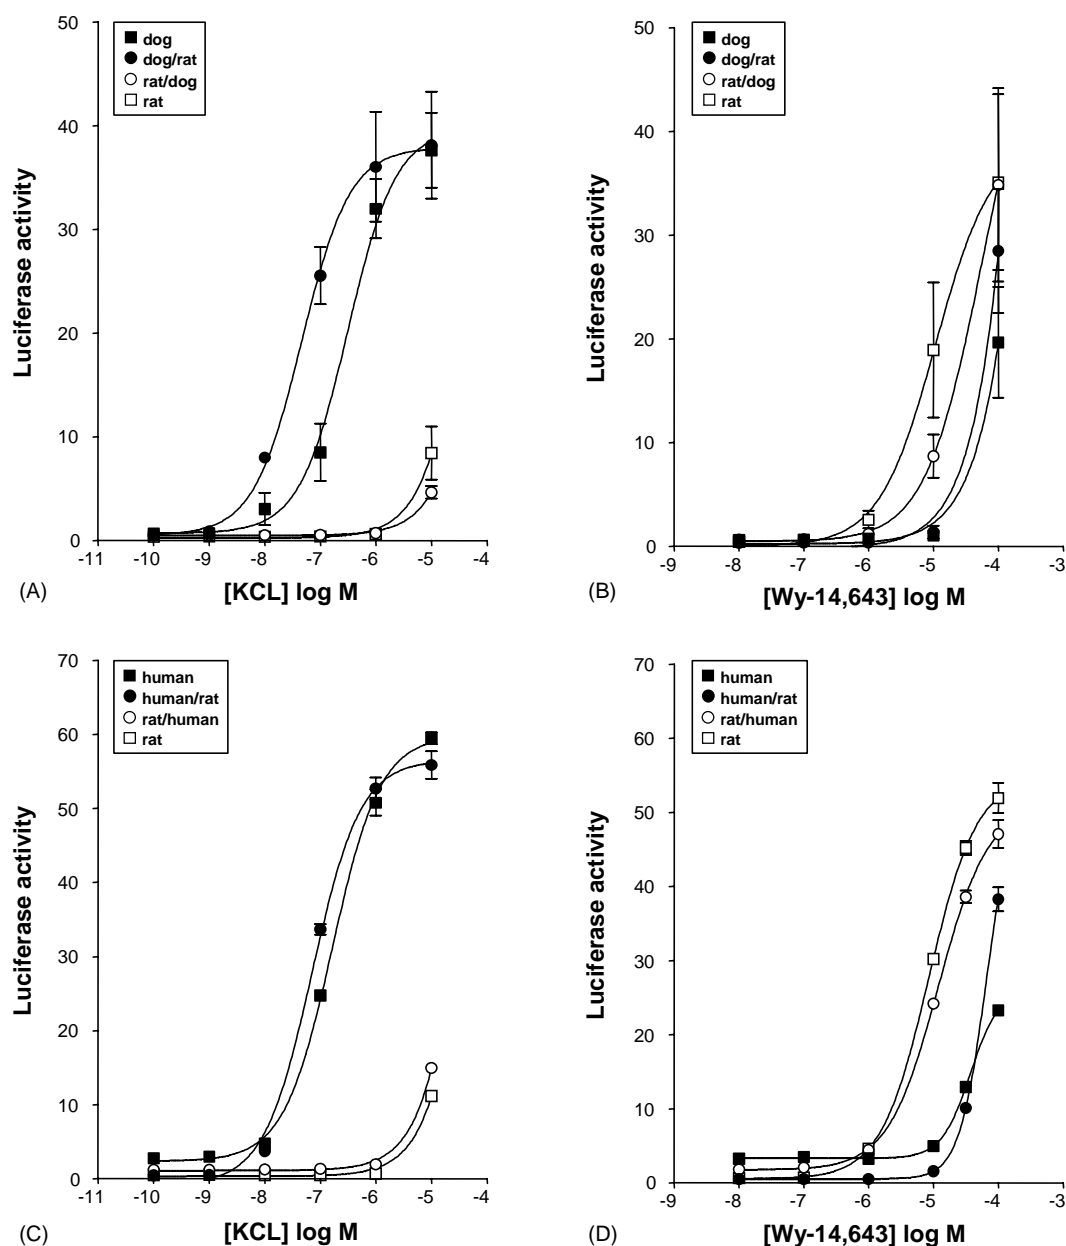 50
40
30
20
10
0
Luciferase activity
dog
dog/rat
rat/dog
rat
-11 -10 -9 -8 -7 -6 -5 -4
(A) [KCL] log M
50
40
30
20
10
0
Luciferase activity
dog
dog/rat
rat/dog
rat
-9 -8 -7 -6 -5 -4 -3
(B) [Wy-14,643] log M
70
60
50
40
30
20
10
0
Luciferase activity
human
human/rat
rat/human
rat
-11 -10 -9 -8 -7 -6 -5 -4
(C) [KCL] log M
70
60
50
40
30
20
10
0
Luciferase activity
human
human/rat
rat/human
rat
-9 -8 -7 -6 -5 -4 -3
(D) [Wy-14,643] log M